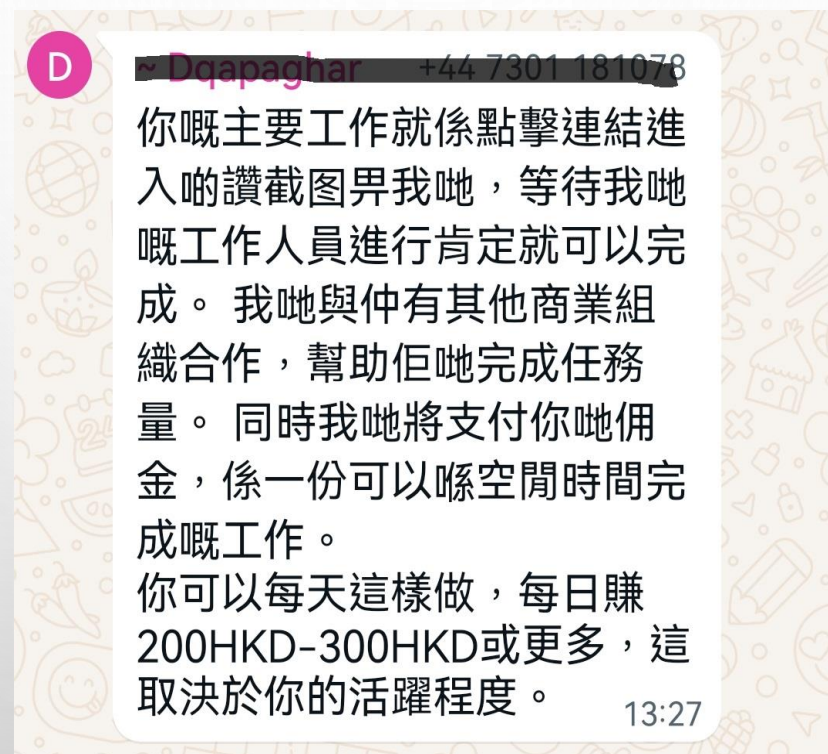 D
~ Dqapaghar +44 7301 181078
你嘅主要工作就係點擊連結進
入啲讚截图畀我哋，等待我哋
嘅工作人員進行肯定就可以完
成。 我哋與仲有其他商業組
織合作，幫助佢哋完成任務
量。 同時我哋將支付你哋佣
金，係一份可以喺空閒時間完
成嘅工作。
你可以每天這樣做，每日賺
200HKD-300HKD或更多，這
取決於你的活躍程度。
13:27